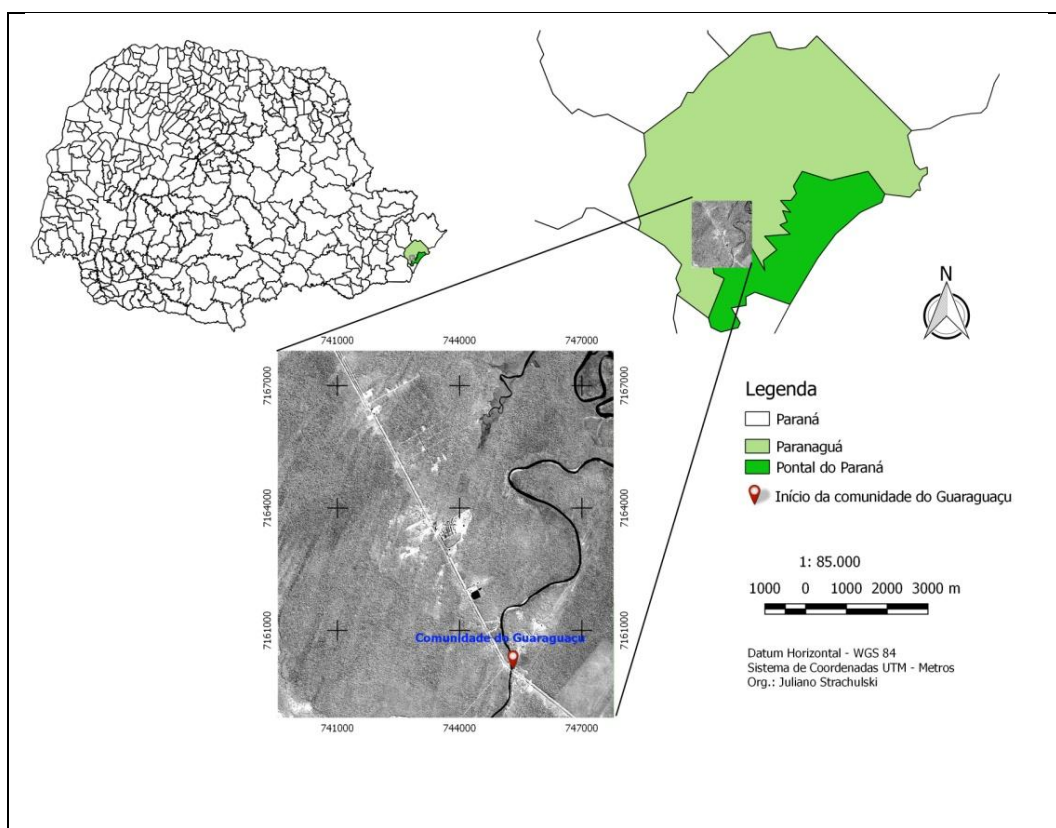 N
741000 744000 747000
7167000 7167000
7164000 7164000
7161000 7161000
Comunidade do Guaraguaçu
741000 744000 747000
Legenda
Paraná
Paranaguá
Pontal do Paraná
Início da comunidade do Guaraguaçu
1: 85.000
1000 0 1000 2000 3000 m
Datum Horizontal - WGS 84
Sistema de Coordenadas UTM - Metros
Org.: Juliano Strachulski